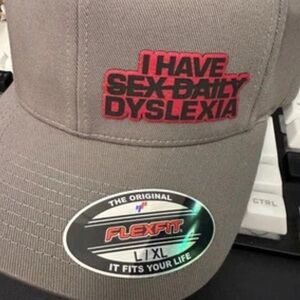 I HAVE
SEX DAILY
DYSLEXIA
THE ORIGINAL
FLEXFIT
L/XL
IT FITS YOUR LIFE
CTRL